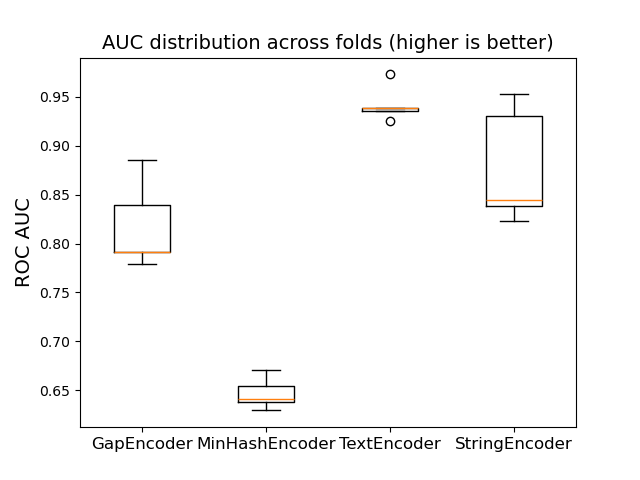 AUC distribution across folds (higher is better)
ROC AUC
0.95
0.90
0.85
0.80
0.75
0.70
0.65
GapEncoder MinHashEncoder TextEncoder StringEncoder